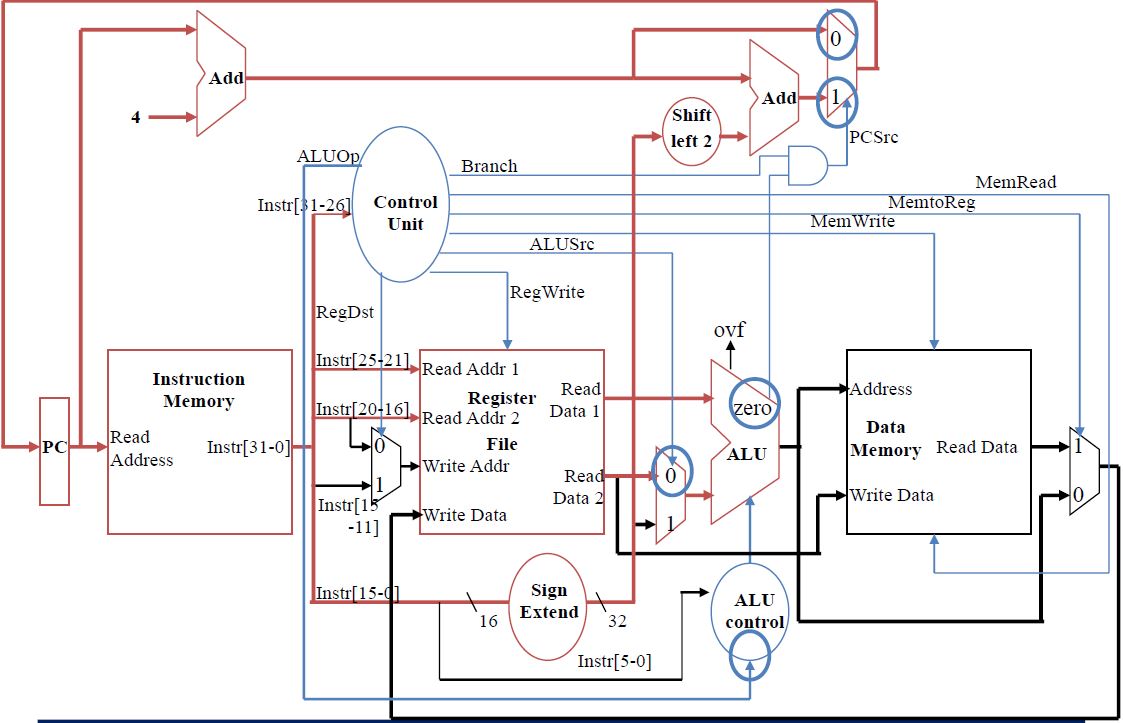 0
Add
Add
1
4
Shift
left 2
PCSrc
ALUOp
Branch
MemRead
Instr[31-26]
Control
Unit
MemtoReg
MemWrite
ALUSrc
RegWrite
RegDst
ovf
Instruction
Memory
Instr[25-21]
Read Addr 1
Register
Read
Data 1
zero
Address
Instr[20-16]
Read Addr 2
File
Data
Memory
PC
Read
Address
Instr[31-0]
0
Write Addr
ALU
Read Data
1
Read
Data 2
0
1
Instr[15
-11]
Write Data
1
Write Data
0
Instr[15-0]
16
Sign
Extend
32
ALU
control
Instr[5-0]